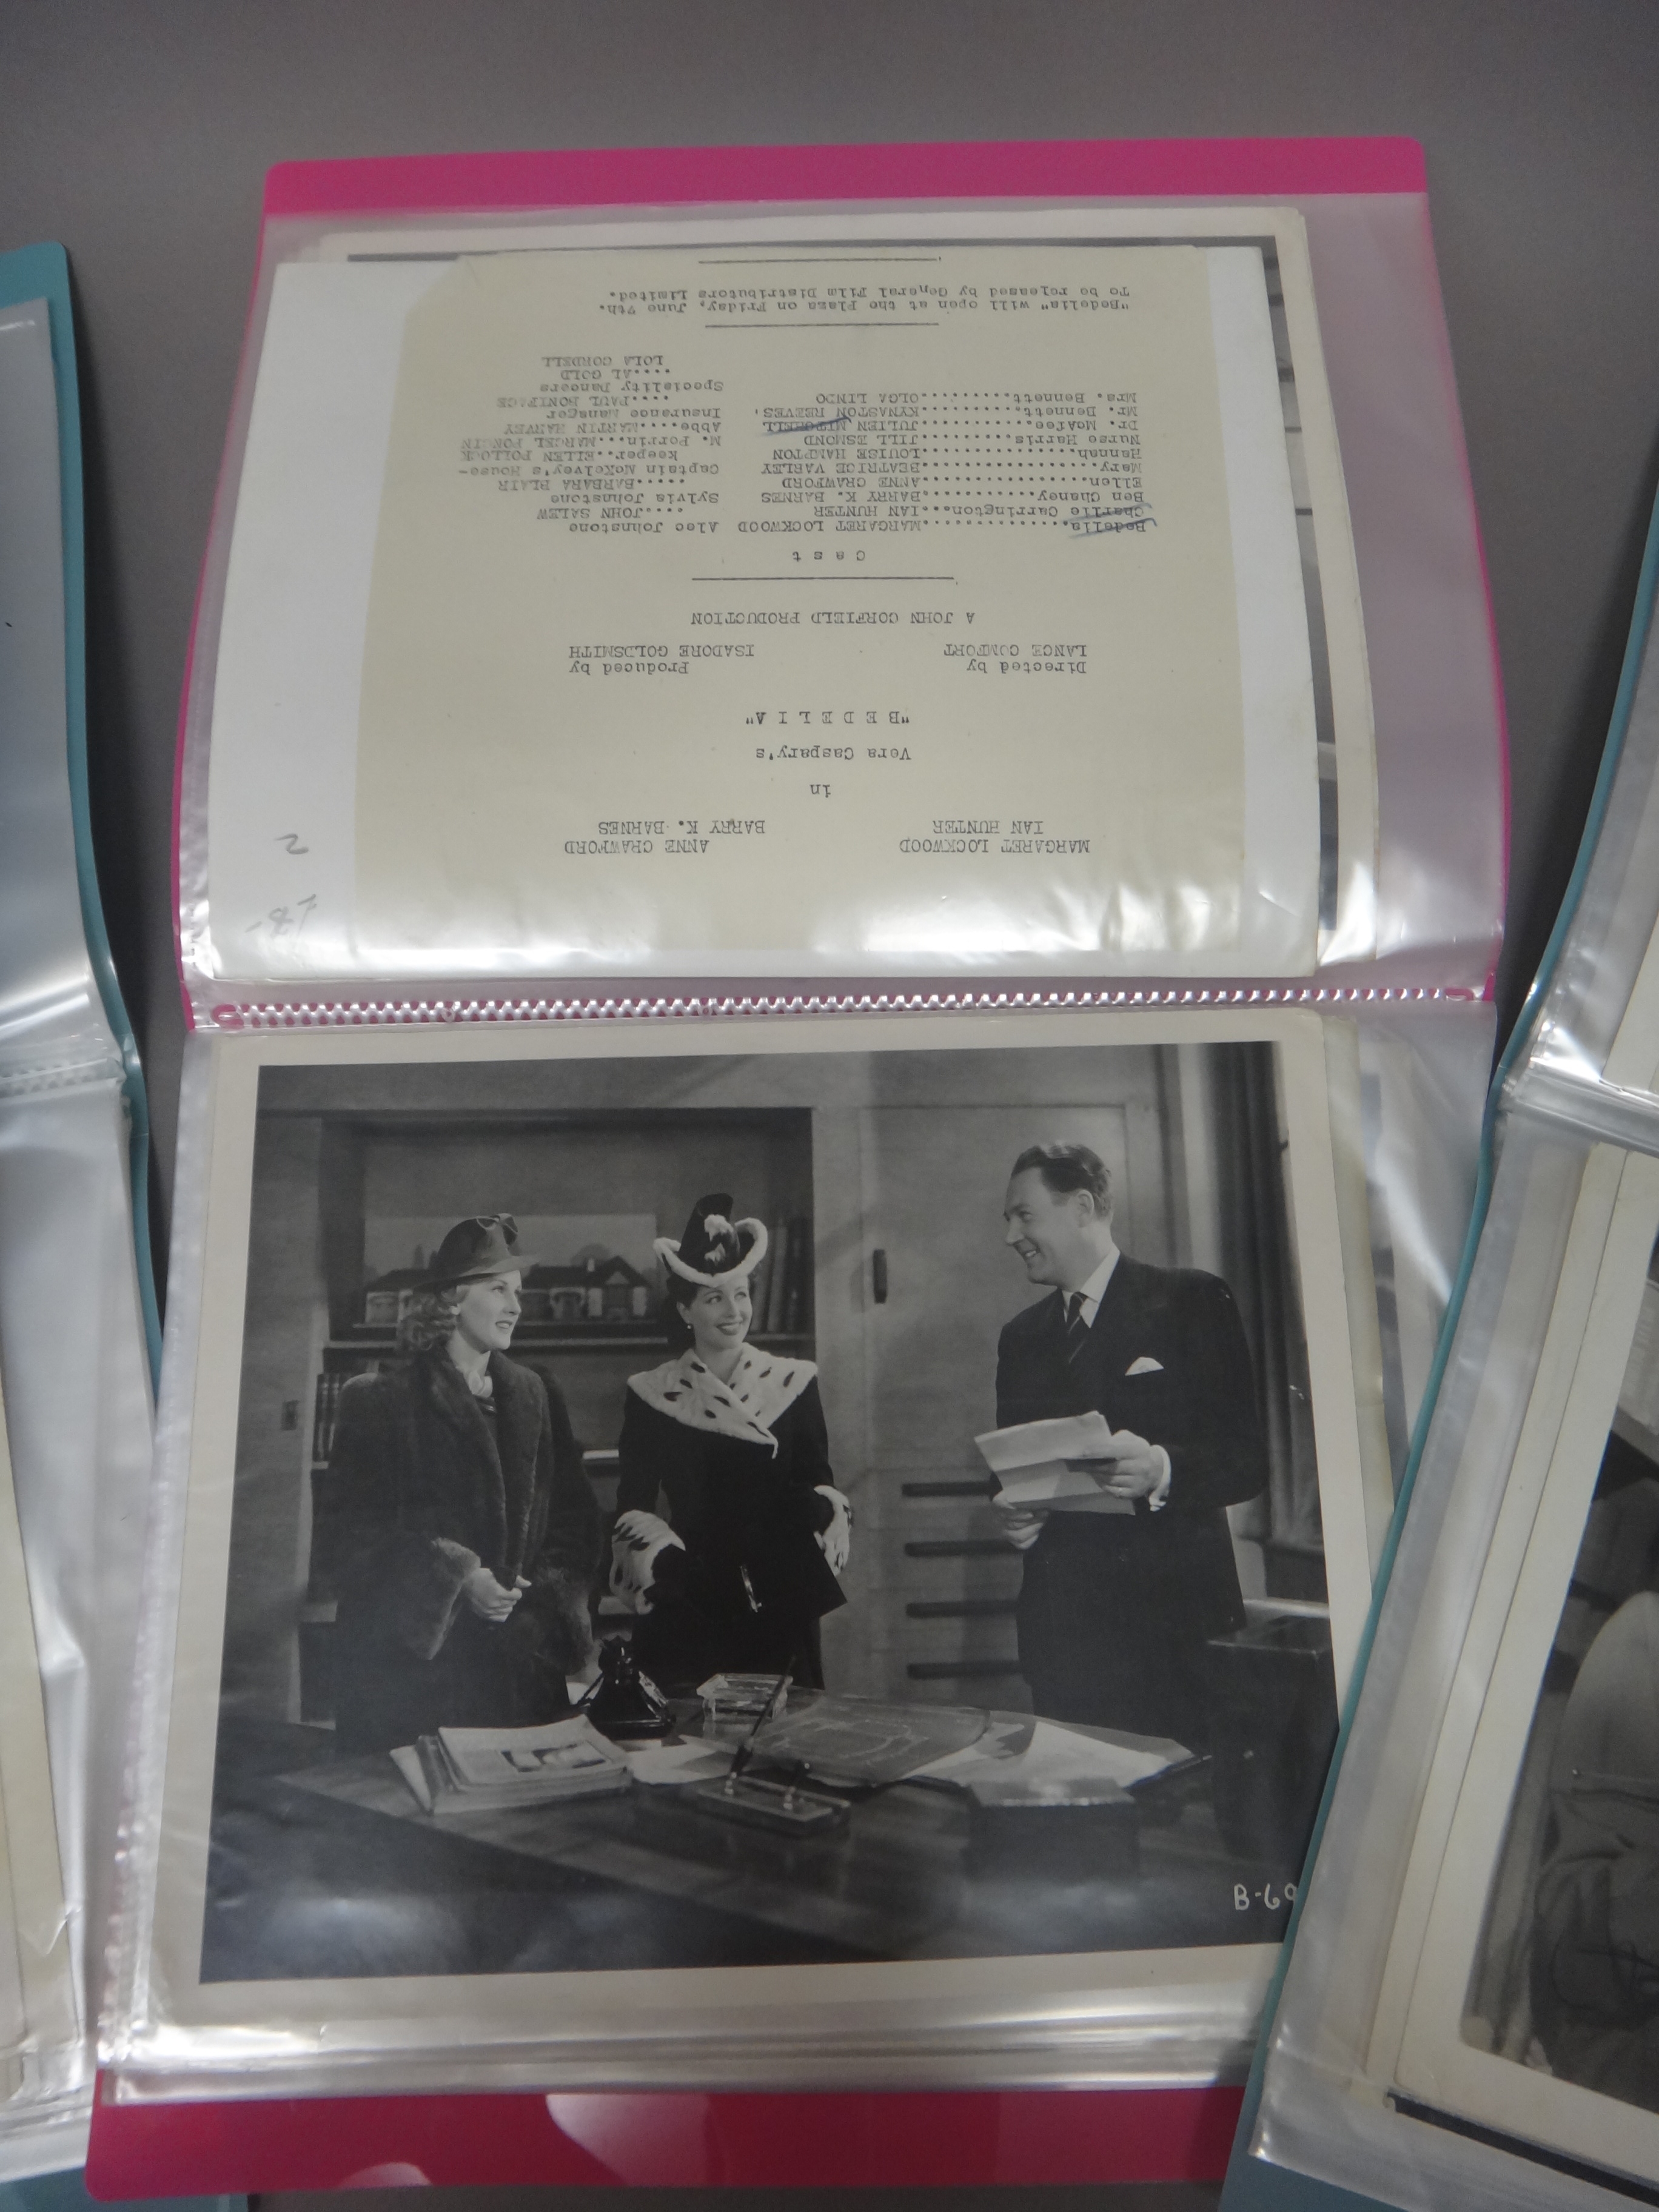 MARGARET LOCKWOOD ANNE CRAWFORD
IAN HUNTER BARRY K. BARNES
in
Vera Caspary's
"B E D E L I A"
Directed by Produced by
LANCE COMFORT ISADORE GOLDSMITH
A JOHN CORFIELD PRODUCTION
C a s t
Bedelia.............MARGARET LOCKWOOD
Charlie Carrington..IAN HUNTER
Ben Chaney..........BARRY K. BARNES
Ellen...............ANNE CRAWFORD
Mary................BEATRICE VARLEY
Hannah..............LOUISE HAMPTON
Nurse Harris........JILL ESMOND
Dr. McAfee..........JULIEN MITCHELL
Mr. Bennett.........KYNASTON REEVES.
Mrs. Bennett........OLGA LINDO
Alec Johnstone
....JOHN SALEW
Sylvia Johnstone
....BARBARA BLAIR
Captain McKelvey's House-
keeper..ELLEN POLLOCK
M. Perrin...MARCEL PONCIN
Abbe....MARTIN HARVEY
Insurance Manager
....PAUL BONIFACE
Speciality Dancers
....AL GOLD
LOLA CORDELL
"Bedelia" will open at the Plaza on Friday, June 7th.
To be released by General Film Distributors Limited.
2
B-60